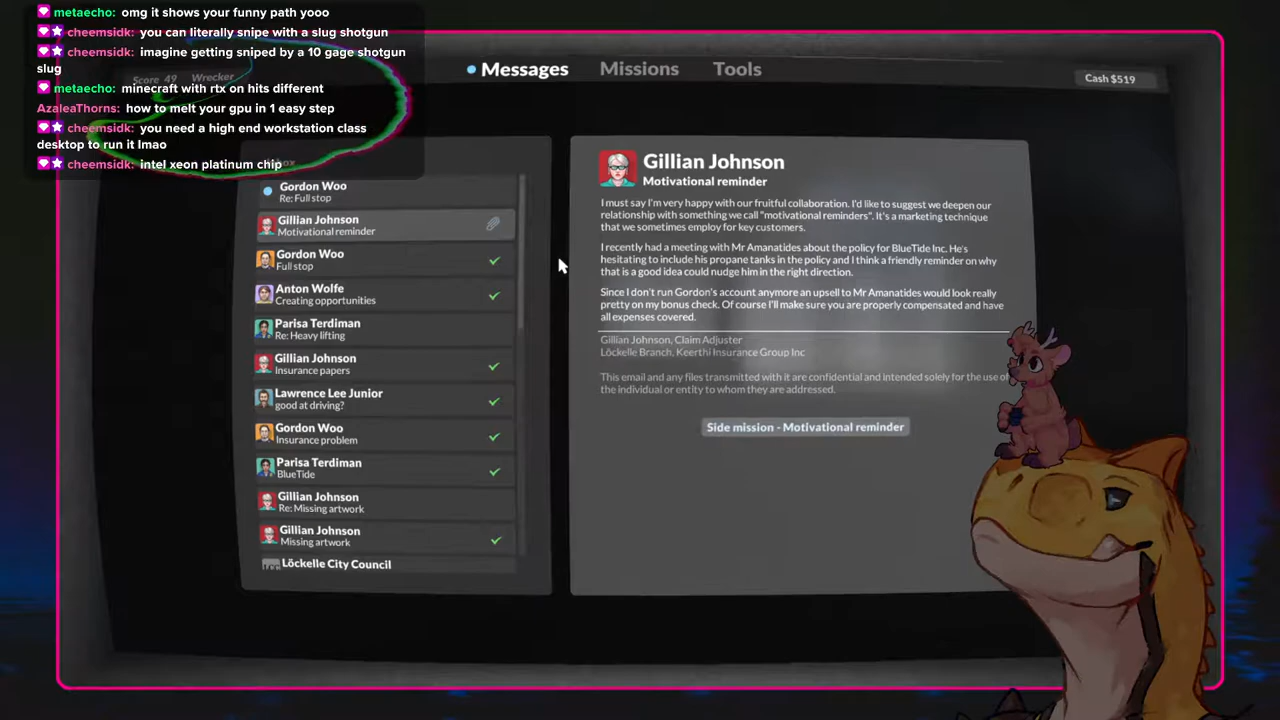 metaecho: omg it shows your funny path yooo
cheemsidk: you can literally snipe with a slug shotgun
cheemsidk: imagine getting sniped by a 10 gage shotgun
slug
metaecho: minecraft with rtx on hits different
AzaleaThorns: how to melt your gpu in 1 easy step
cheemsidk: you need a high end workstation class
desktop to run it lmao
cheemsidk: intel xeon platinum chip
Score 49 Wrecker
Messages Missions Tools
Cash $519
Gordon Woo
Re: Full stop
Gillian Johnson
Motivational reminder
Gordon Woo
Full stop
Anton Wolfe
Creating opportunities
Parisa Terdiman
Re: Heavy lifting
Gillian Johnson
Insurance papers
Lawrence Lee Junior
good at driving?
Gordon Woo
Insurance problem
Parisa Terdiman
BlueTide
Gillian Johnson
Re: Missing artwork
Gillian Johnson
Missing artwork
Löckelle City Council
Gillian Johnson
Motivational reminder
I must say I'm very happy with our fruitful collaboration. I'd like to suggest we deepen our
relationship with something we call "motivational reminders". It's a marketing technique
that we sometimes employ for key customers.
I recently had a meeting with Mr Amanatides about the policy for BlueTide Inc. He's
hesitating to include his propane tanks in the policy and I think a friendly reminder on why
that is a good idea could nudge him in the right direction.
Since I don't run Gordon's account anymore an upsell to Mr Amanatides would look really
pretty on my bonus check. Of course I'll make sure you are properly compensated and have
all expenses covered.
Gillian Johnson, Claim Adjuster
Löckelle Branch, Keerthi Insurance Group Inc
This email and any files transmitted with it are confidential and intended solely for the use of
the individual or entity to whom they are addressed.
Side mission - Motivational reminder